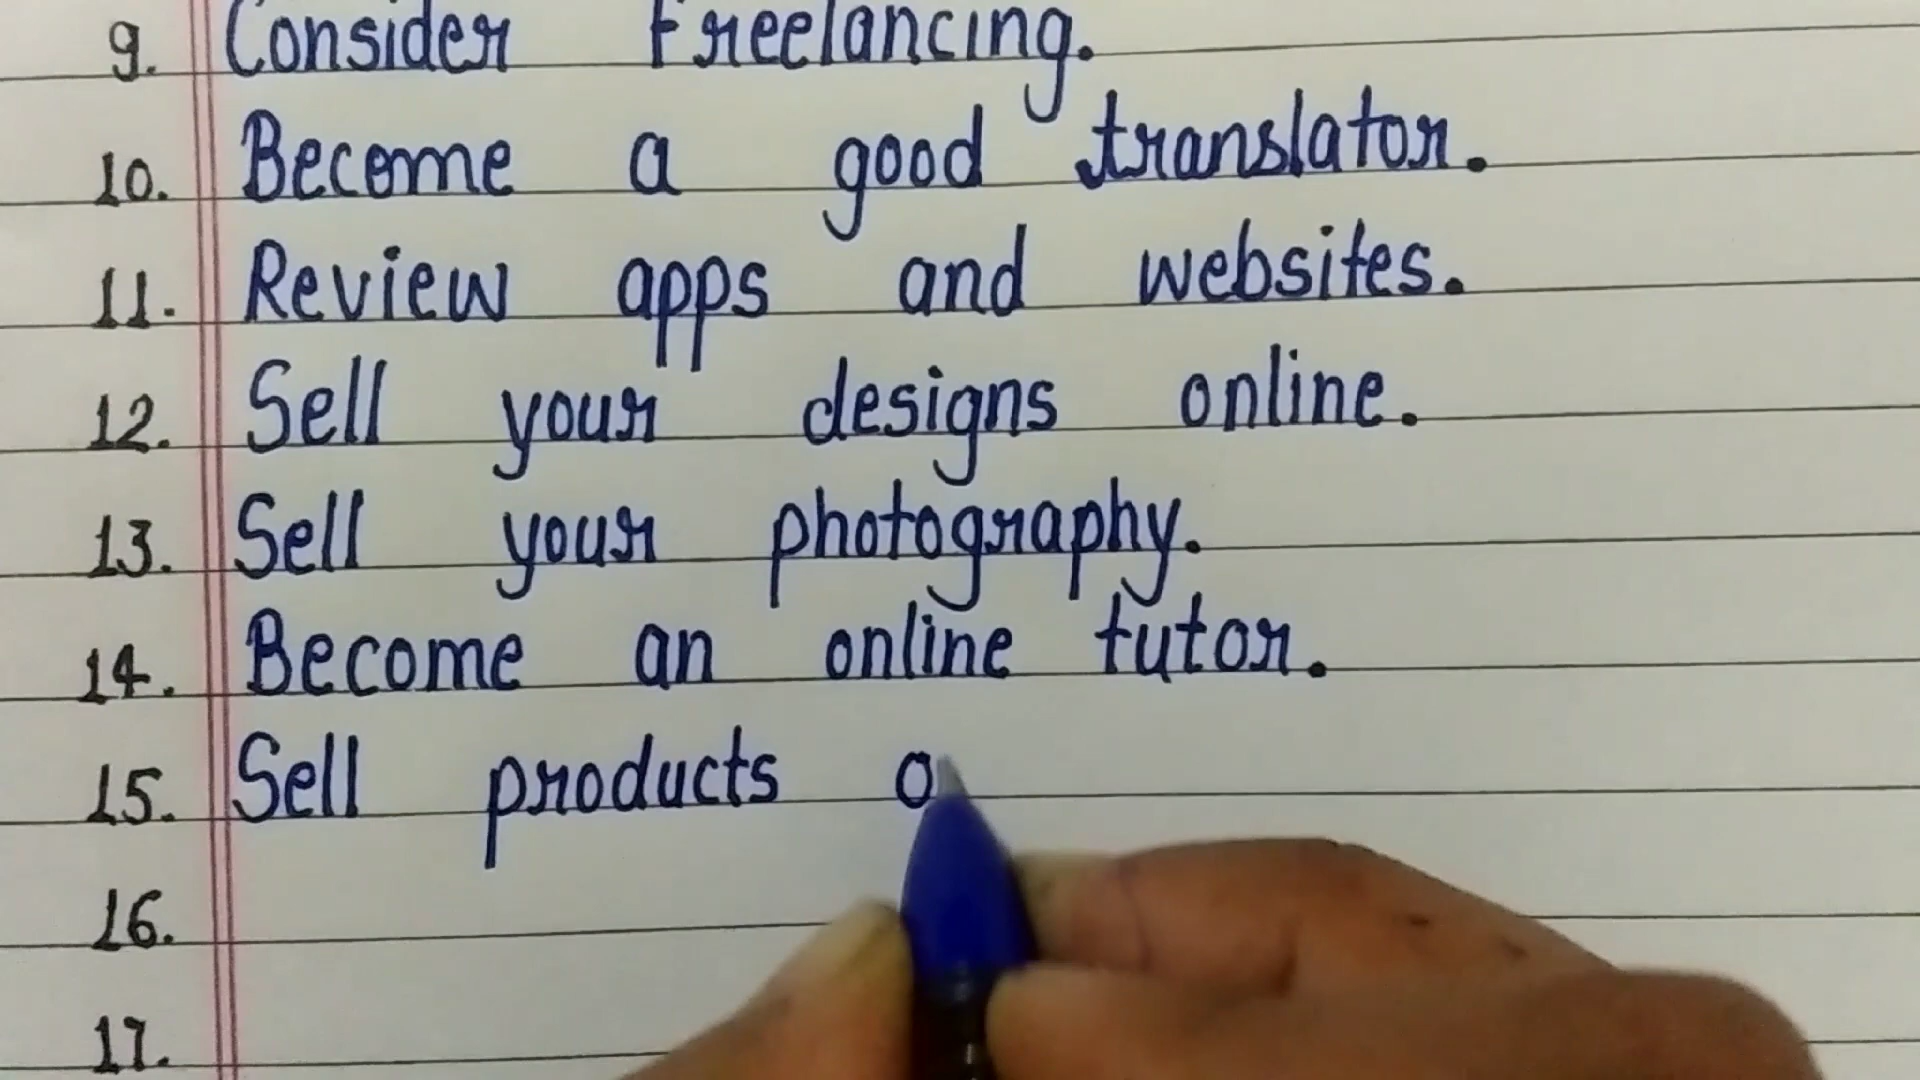 9. Consider Freelancing.
10. Become a good translator.
11. Review apps and websites.
12. Sell your designs online.
13. Sell your photography.
14. Become an online tutor.
15. Sell products o
16.
17.